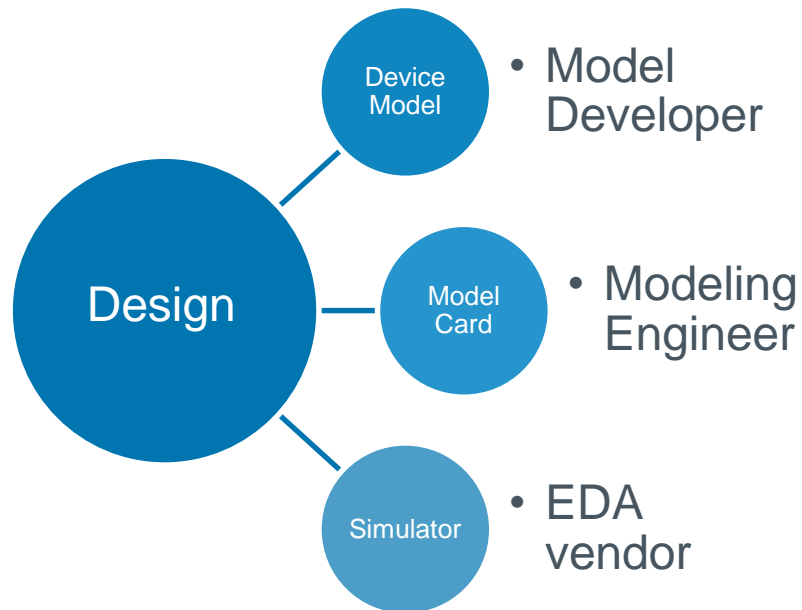 Device
Model
• Model
Developer
Design
Model
Card
• Modeling
Engineer
Simulator
• EDA
vendor